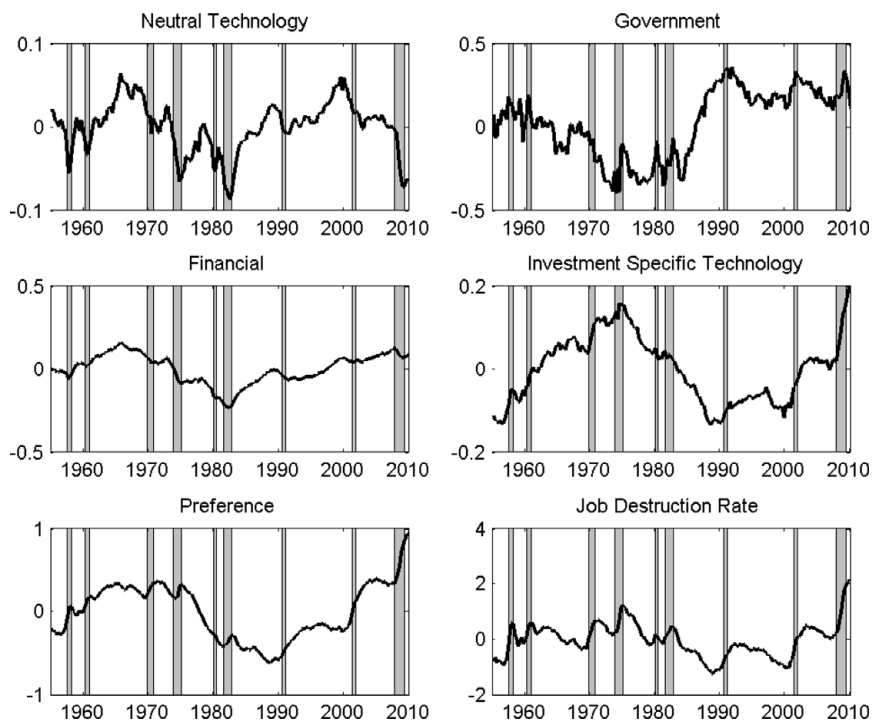 Neutral Technology
0.1
0
-0.1
1960 1970 1980 1990 2000 2010
Government
0.5
0
-0.5
1960 1970 1980 1990 2000 2010
Financial
0.5
0
-0.5
1960 1970 1980 1990 2000 2010
Investment Specific Technology
0.2
0
-0.2
1960 1970 1980 1990 2000 2010
Preference
1
0
-1
1960 1970 1980 1990 2000 2010
Job Destruction Rate
4
2
0
-2
1960 1970 1980 1990 2000 2010